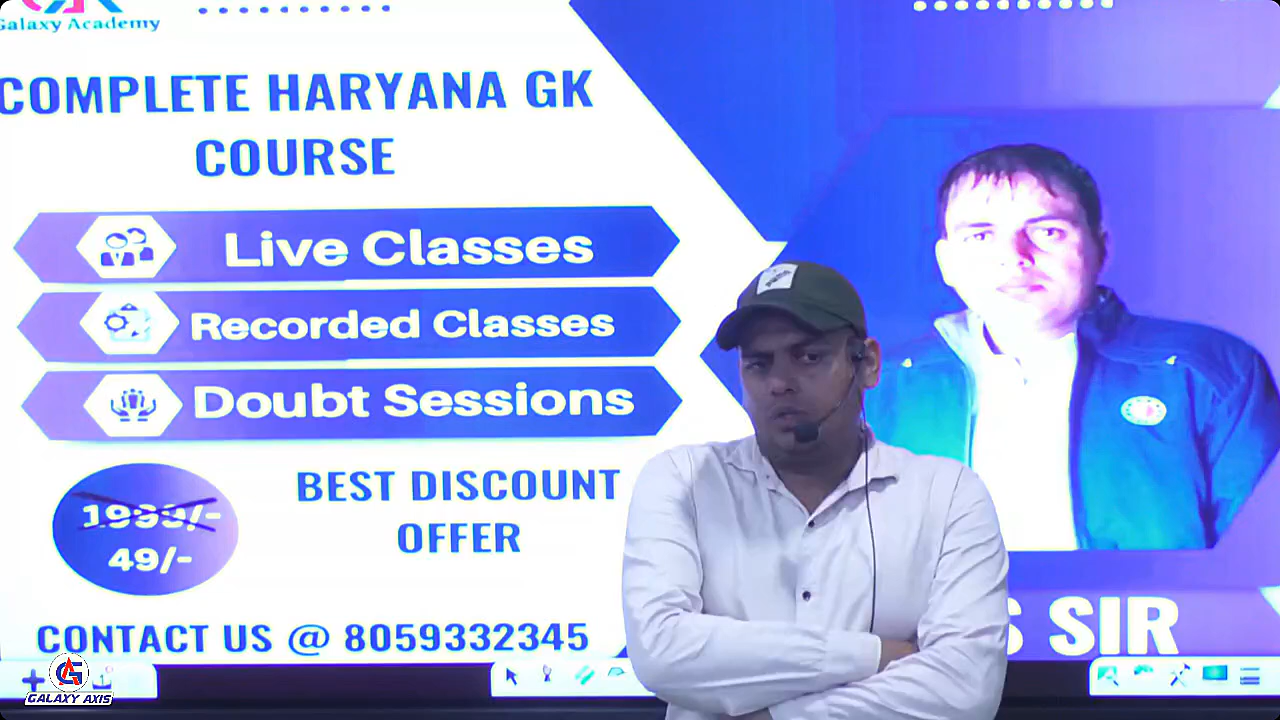 Galaxy Academy
COMPLETE HARYANA GK
COURSE
Live Classes
Recorded Classes
Doubt Sessions
1999/-
49/-
BEST DISCOUNT
OFFER
CONTACT US @ 8059332345
SIR
GALAXY AXIS